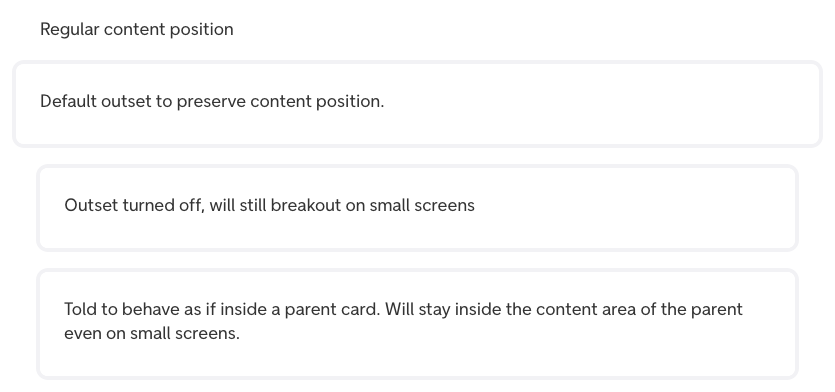 Regular content position
Default outset to preserve content position.
Outset turned off, will still breakout on small screens
Told to behave as if inside a parent card. Will stay inside the content area of the parent
even on small screens.